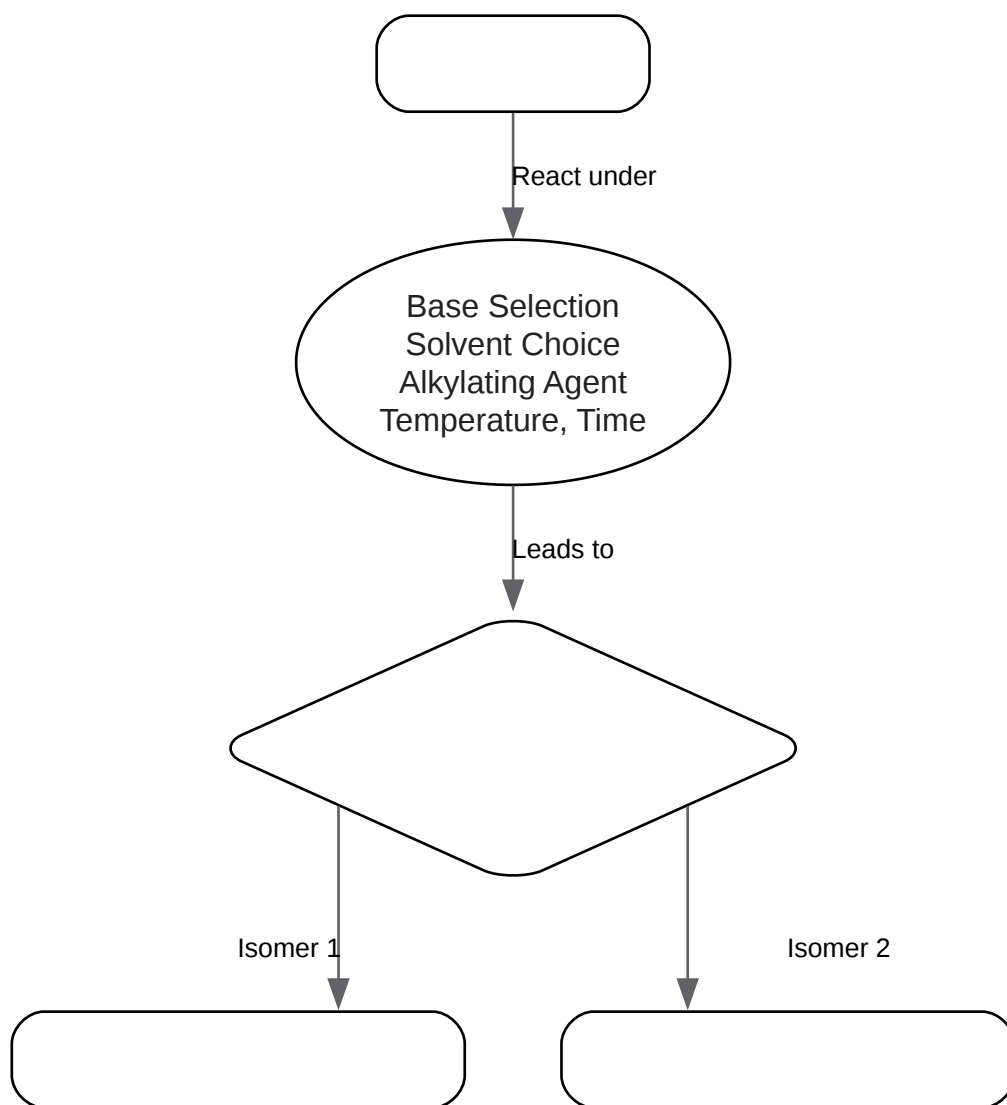 React under
Base Selection
Solvent Choice
Alkylating Agent
Temperature, Time
Leads to
Isomer 1
Isomer 2